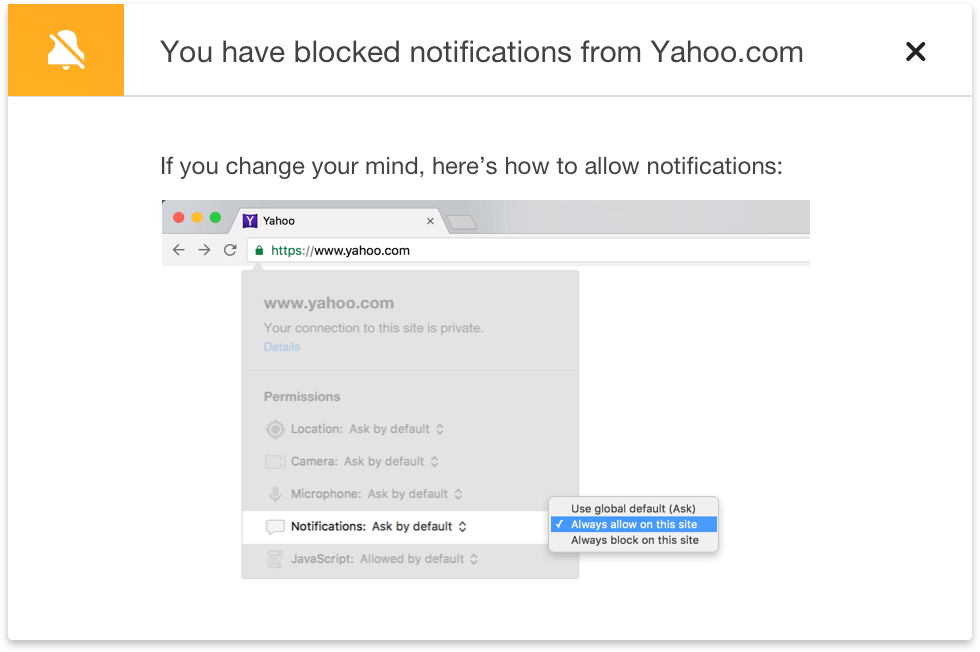 You have blocked notifications from Yahoo.com
If you change your mind, here’s how to allow notifications:
Y Yahoo
https://www.yahoo.com
www.yahoo.com
Your connection to this site is private.
Details
Permissions
Location: Ask by default
Camera: Ask by default
Microphone: Ask by default
Use global default (Ask)
Notifications: Ask by default
✓ Always allow on this site
Always block on this site
JavaScript: Allowed by default